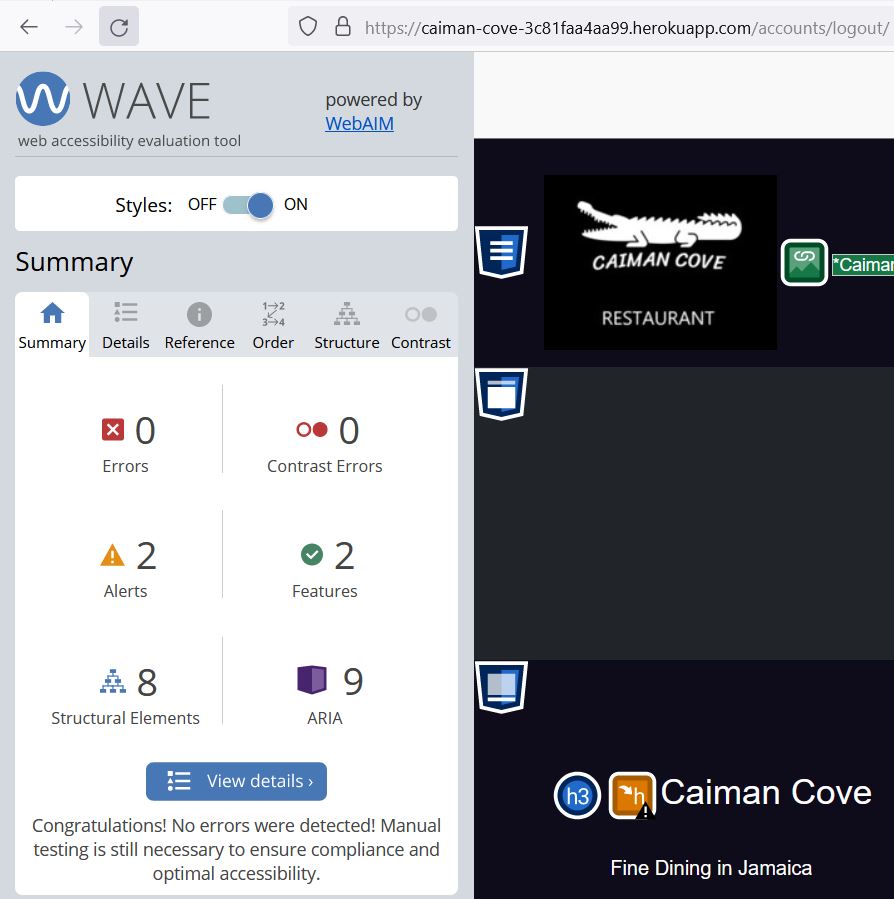 https://caiman-cove-3c81faa4aa99.herokuapp.com/accounts/logout/
WAVE
web accessibility evaluation tool
powered by
WebAIM
Styles: OFF ON
Summary
Summary Details Reference Order Structure Contrast
0
Errors
0
Contrast Errors
2
Alerts
2
Features
8
Structural Elements
9
ARIA
View details ›
Congratulations! No errors were detected! Manual
testing is still necessary to ensure compliance and
optimal accessibility.
CAIMAN COVE
RESTAURANT
*Caiman
h3 h Caiman Cove
Fine Dining in Jamaica